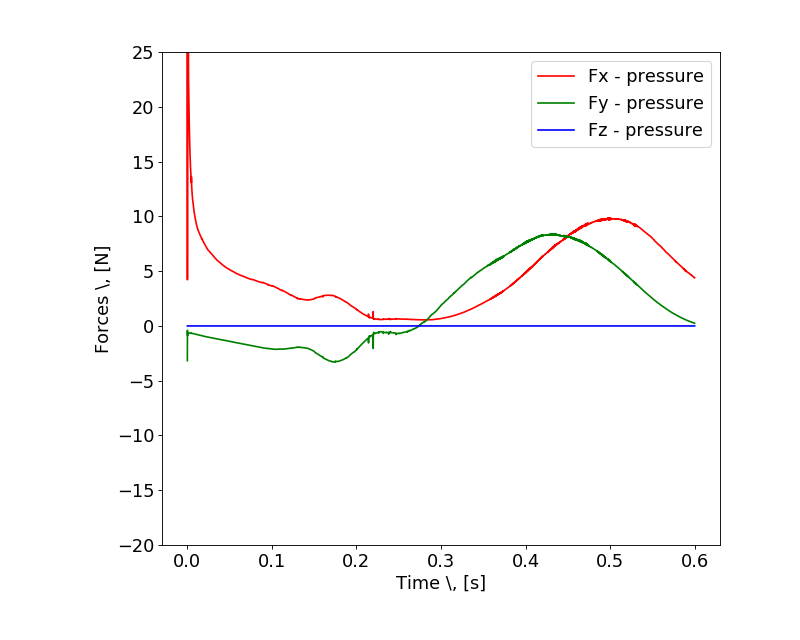 25
20
15
10
5
0
−5
−10
−15
−20
Forces \, [N]
Fx - pressure
Fy - pressure
Fz - pressure
0.0 0.1 0.2 0.3 0.4 0.5 0.6
Time \, [s]